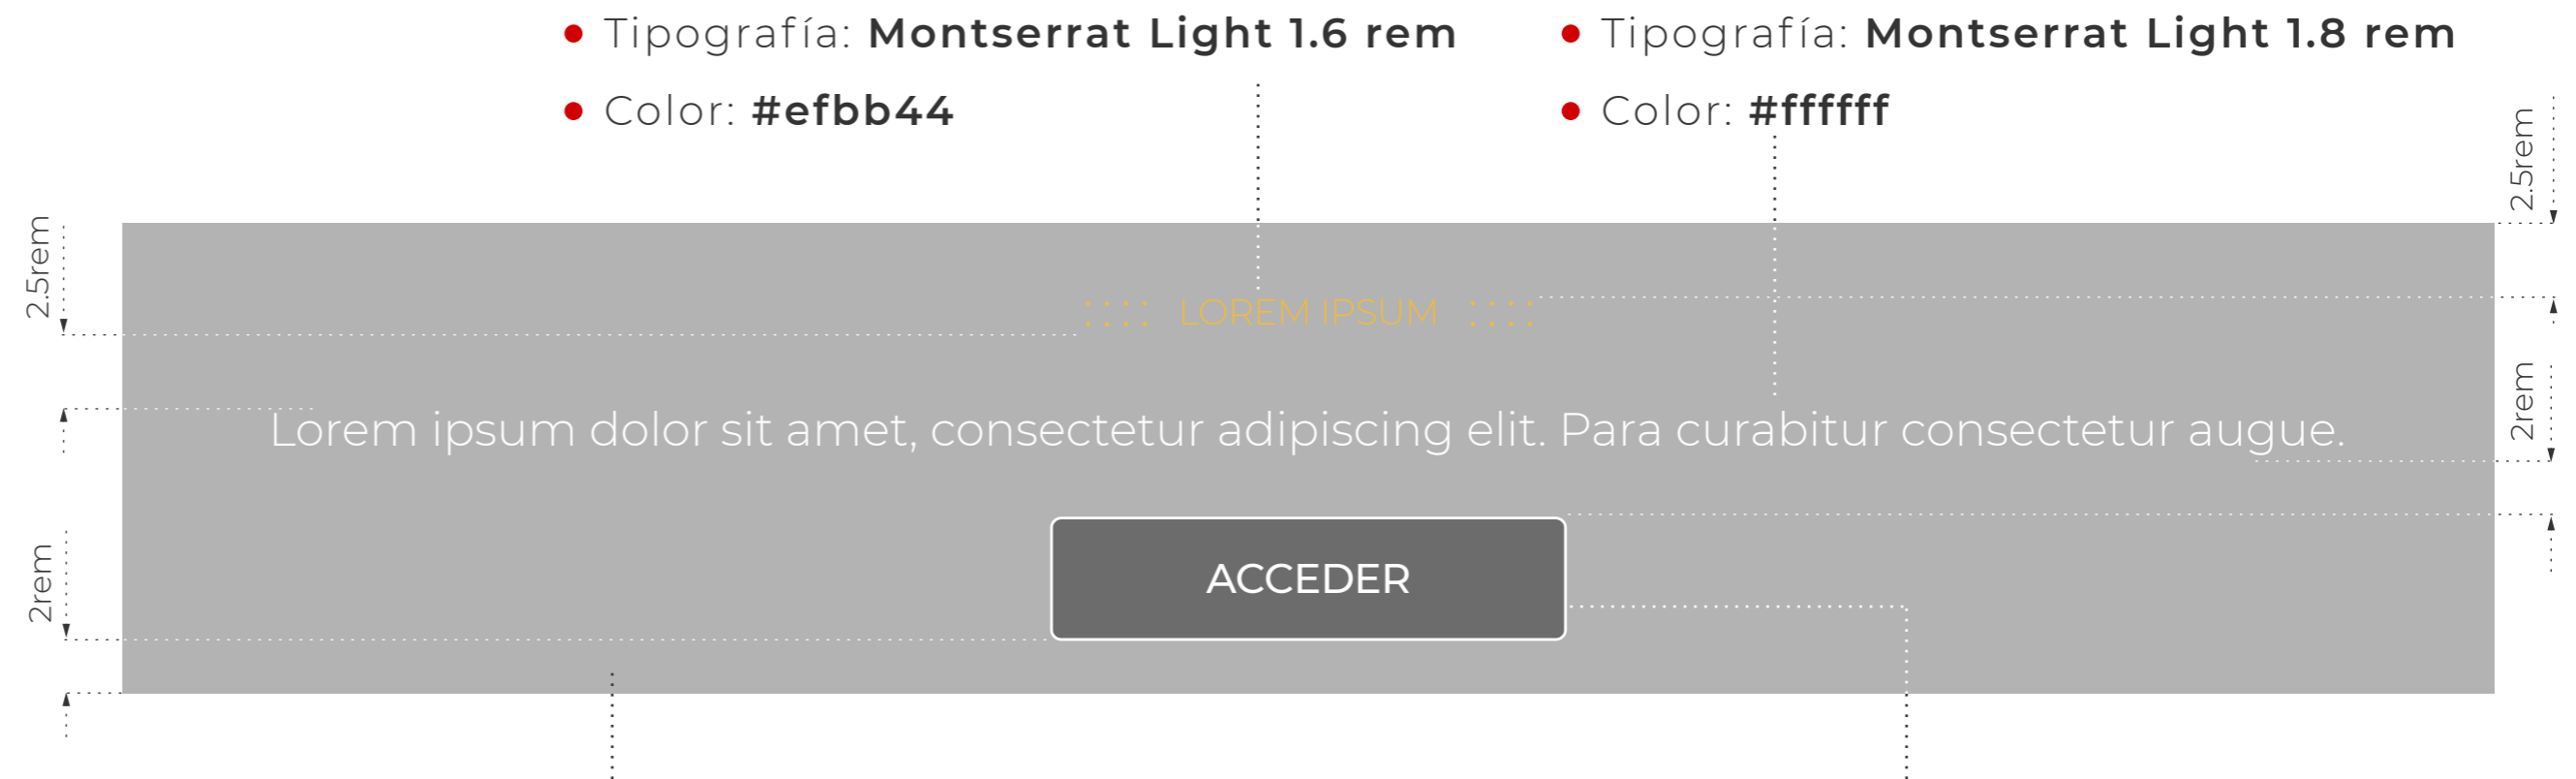 Tipografía: Montserrat Light 1.6 rem
Color: #efbb44
Tipografía: Montserrat Light 1.8 rem
Color: #ffffff
2.5rem
2.5rem
LOREM IPSUM
Lorem ipsum dolor sit amet, consectetur adipiscing elit. Para curabitur consectetur augue.
2rem
ACCEDER
2rem